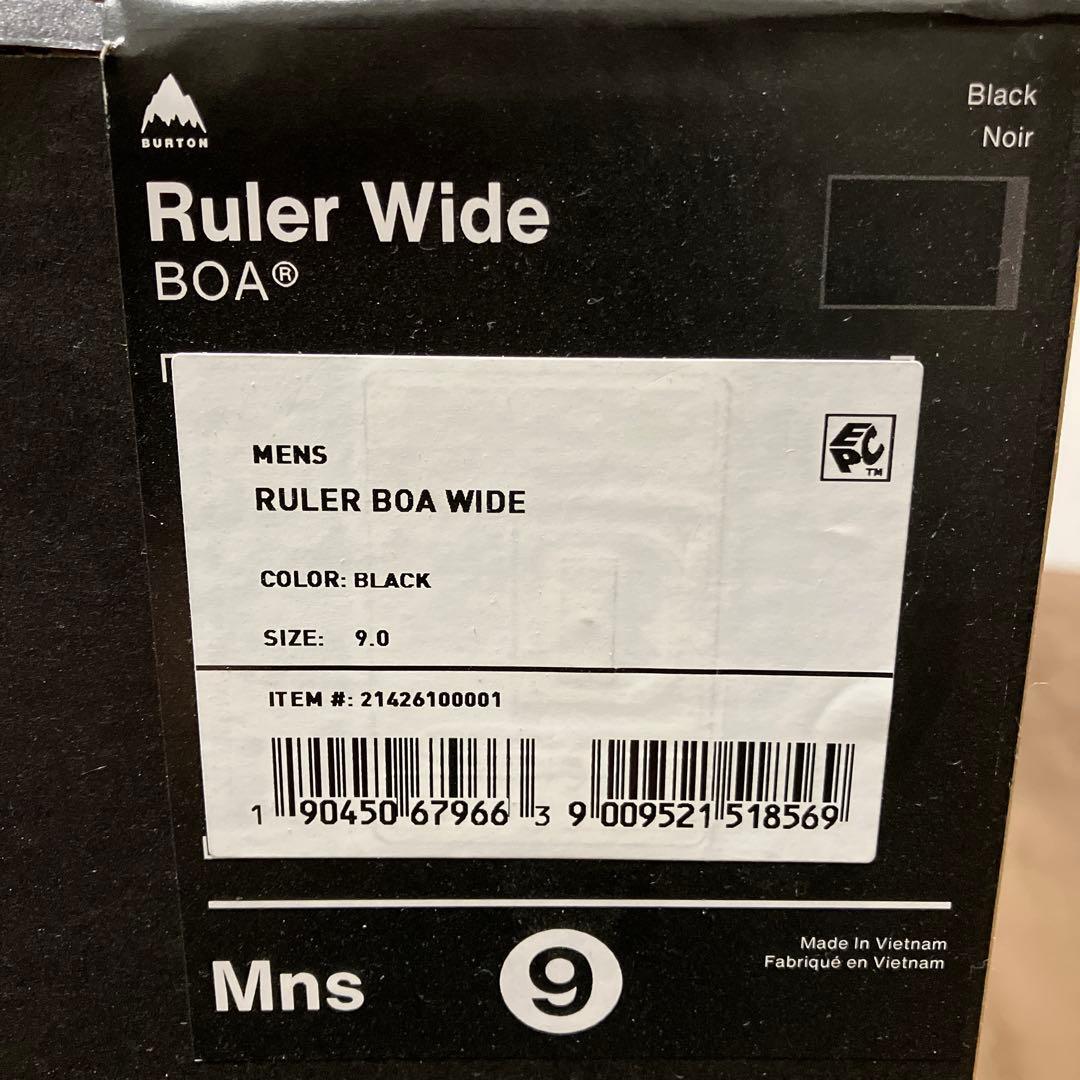 BURTON
Black
Noir
Ruler Wide
BOA®
EPC™
MENS
RULER BOA WIDE
COLOR: BLACK
SIZE: 9.0
ITEM #: 21426100001
1 90450 67966 3
9 009521 518569
Mns
9
Made In Vietnam
Fabriqué en Vietnam